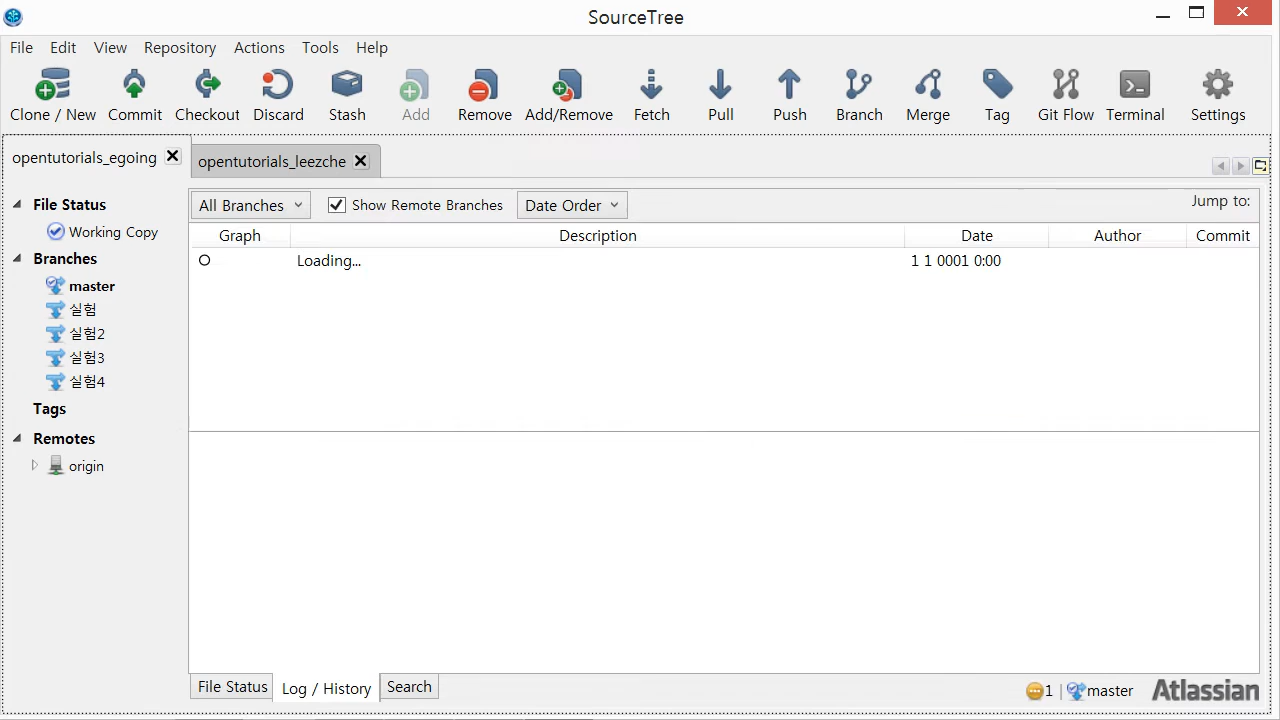 SourceTree
File Edit View Repository Actions Tools Help
Clone / New Commit Checkout Discard Stash Add Remove Add/Remove Fetch Pull Push Branch Merge Tag Git Flow Terminal Settings
opentutorials_egoing opentutorials_leezche
All Branches Show Remote Branches Date Order Jump to:
Graph Description Date Author Commit
Loading... 1 1 0001 0:00
File Status
Working Copy
Branches
master
실험
실험2
실험3
실험4
Tags
Remotes
origin
File Status Log / History Search
1 | master Atlassian